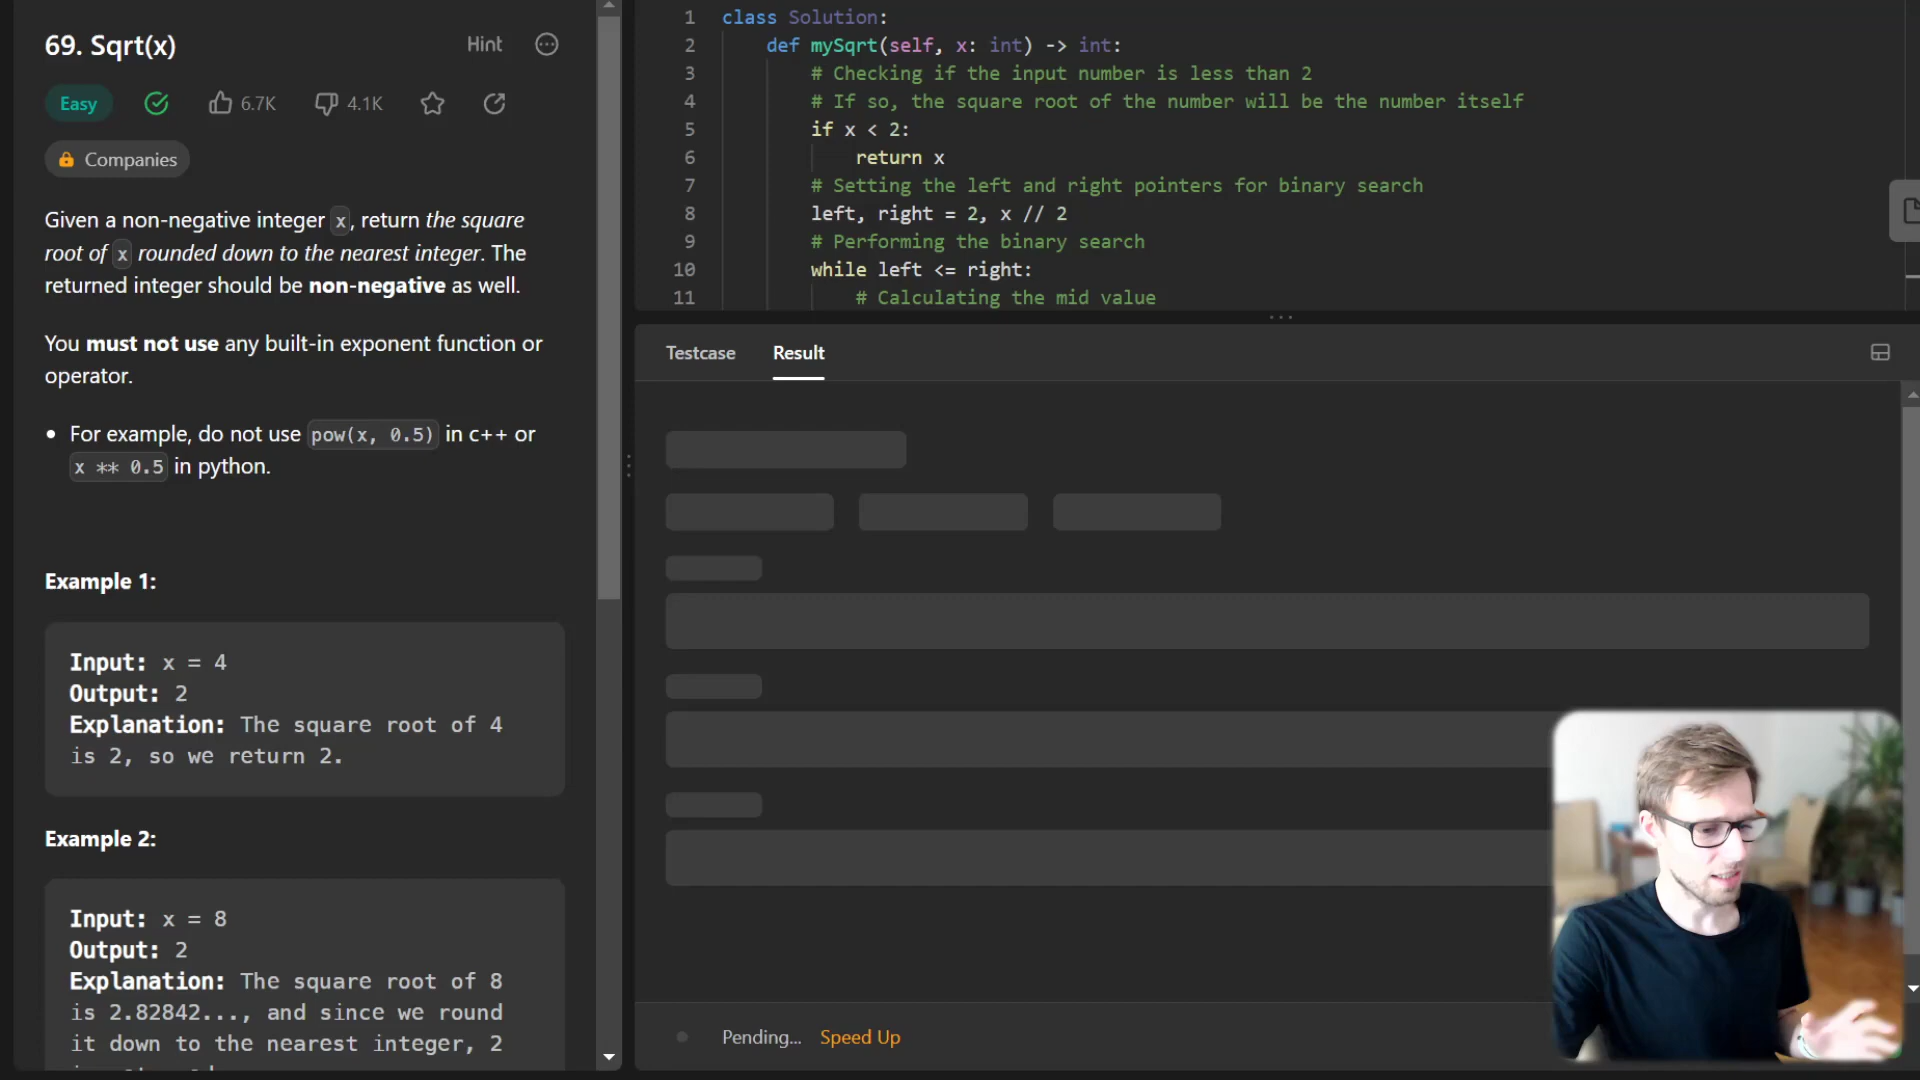 69. Sqrt(x)
Hint
Easy
6.7K
4.1K
Companies
Given a non-negative integer x, return the square
root of x rounded down to the nearest integer. The
returned integer should be non-negative as well.
You must not use any built-in exponent function or
operator.
• For example, do not use pow(x, 0.5) in c++ or
x ** 0.5 in python.
Example 1:
Input: x = 4
Output: 2
Explanation: The square root of 4
is 2, so we return 2.
Example 2:
Input: x = 8
Output: 2
Explanation: The square root of 8
is 2.82842..., and since we round
it down to the nearest integer, 2
1 class Solution:
2 def mySqrt(self, x: int) -> int:
3 # Checking if the input number is less than 2
4 # If so, the square root of the number will be the number itself
5 if x < 2:
6 return x
7 # Setting the left and right pointers for binary search
8 left, right = 2, x // 2
9 # Performing the binary search
10 while left <= right:
11 # Calculating the mid value
Testcase
Result
Pending...
Speed Up